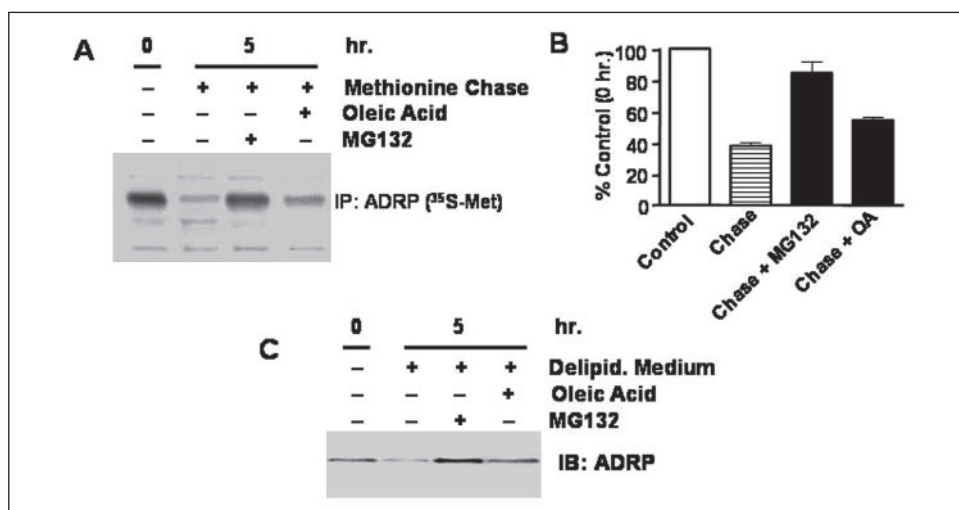 A
0 5 hr.
– + + + Methionine Chase
– – – + Oleic Acid
– – + – MG132
IP: ADRP (³⁵S-Met)
B
% Control (0 hr.)
100
80
60
40
20
0
Control
Chase
Chase + MG132
Chase + OA
C
0 5 hr.
– + + + Delipid. Medium
– – – + Oleic Acid
– – + – MG132
IB: ADRP